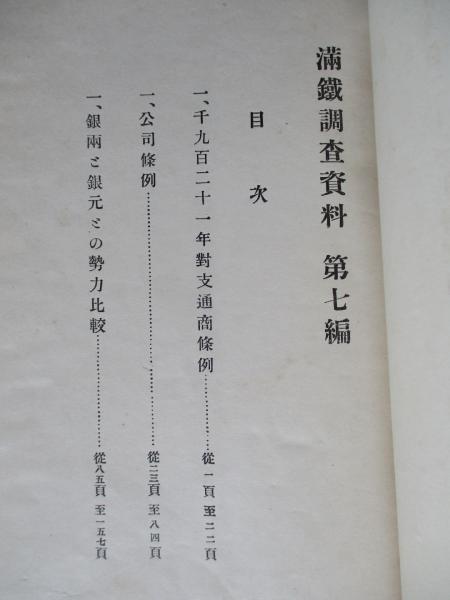 滿鐵調查資料 第七編
目次
一、千九百二十一年對支通商條例…………從一頁至二二頁
一、公司條例…………………………從二三頁至八四頁
一、銀兩と銀元との勢力比較………………從八五頁至一五七頁